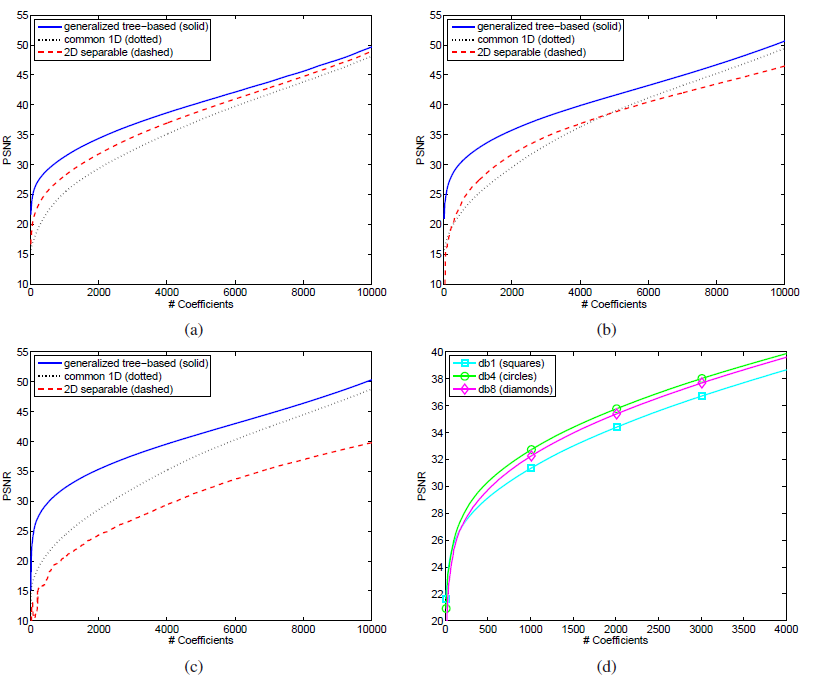 55
50
45
40
35
30
25
20
15
10
PSNR
generalized tree−based (solid)
common 1D (dotted)
2D separable (dashed)
0 2000 4000 6000 8000 10000
# Coefficients
(a)
55
50
45
40
35
30
25
20
15
10
PSNR
generalized tree−based (solid)
common 1D (dotted)
2D separable (dashed)
0 2000 4000 6000 8000 10000
# Coefficients
(b)
55
50
45
40
35
30
25
20
15
10
PSNR
generalized tree−based (solid)
common 1D (dotted)
2D separable (dashed)
0 2000 4000 6000 8000 10000
# Coefficients
(c)
40
38
36
34
32
30
28
26
24
22
20
PSNR
db1 (squares)
db4 (circles)
db8 (diamonds)
0 500 1000 1500 2000 2500 3000 3500 4000
# Coefficients
(d)